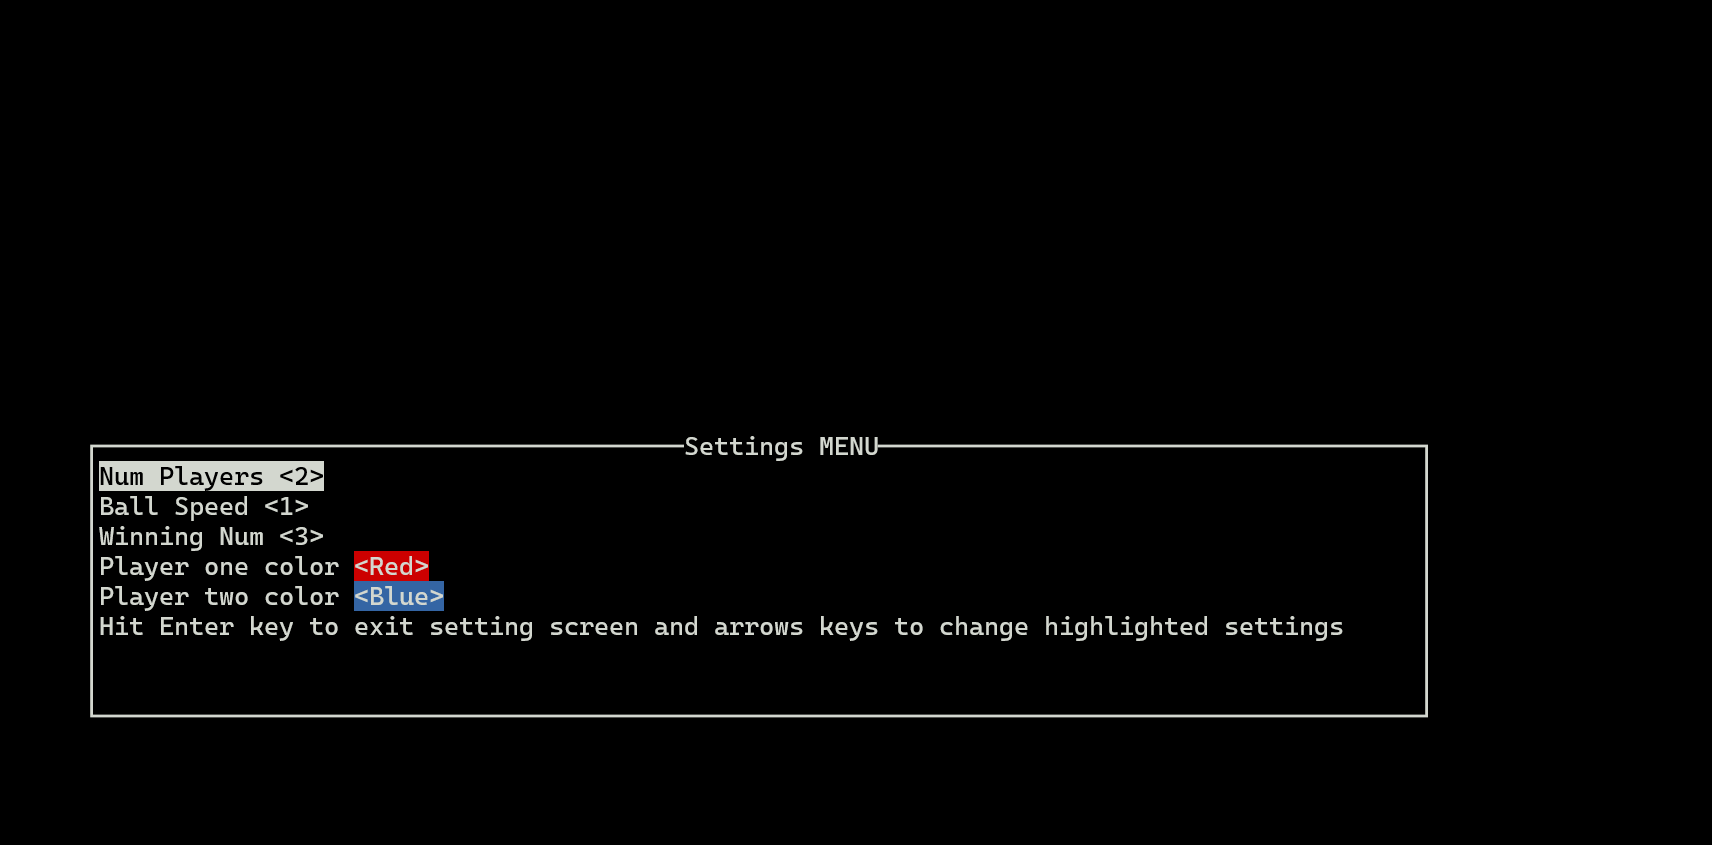 Settings MENU
Num Players <2>
Ball Speed <1>
Winning Num <3>
Player one color <Red>
Player two color <Blue>
Hit Enter key to exit setting screen and arrows keys to change highlighted settings